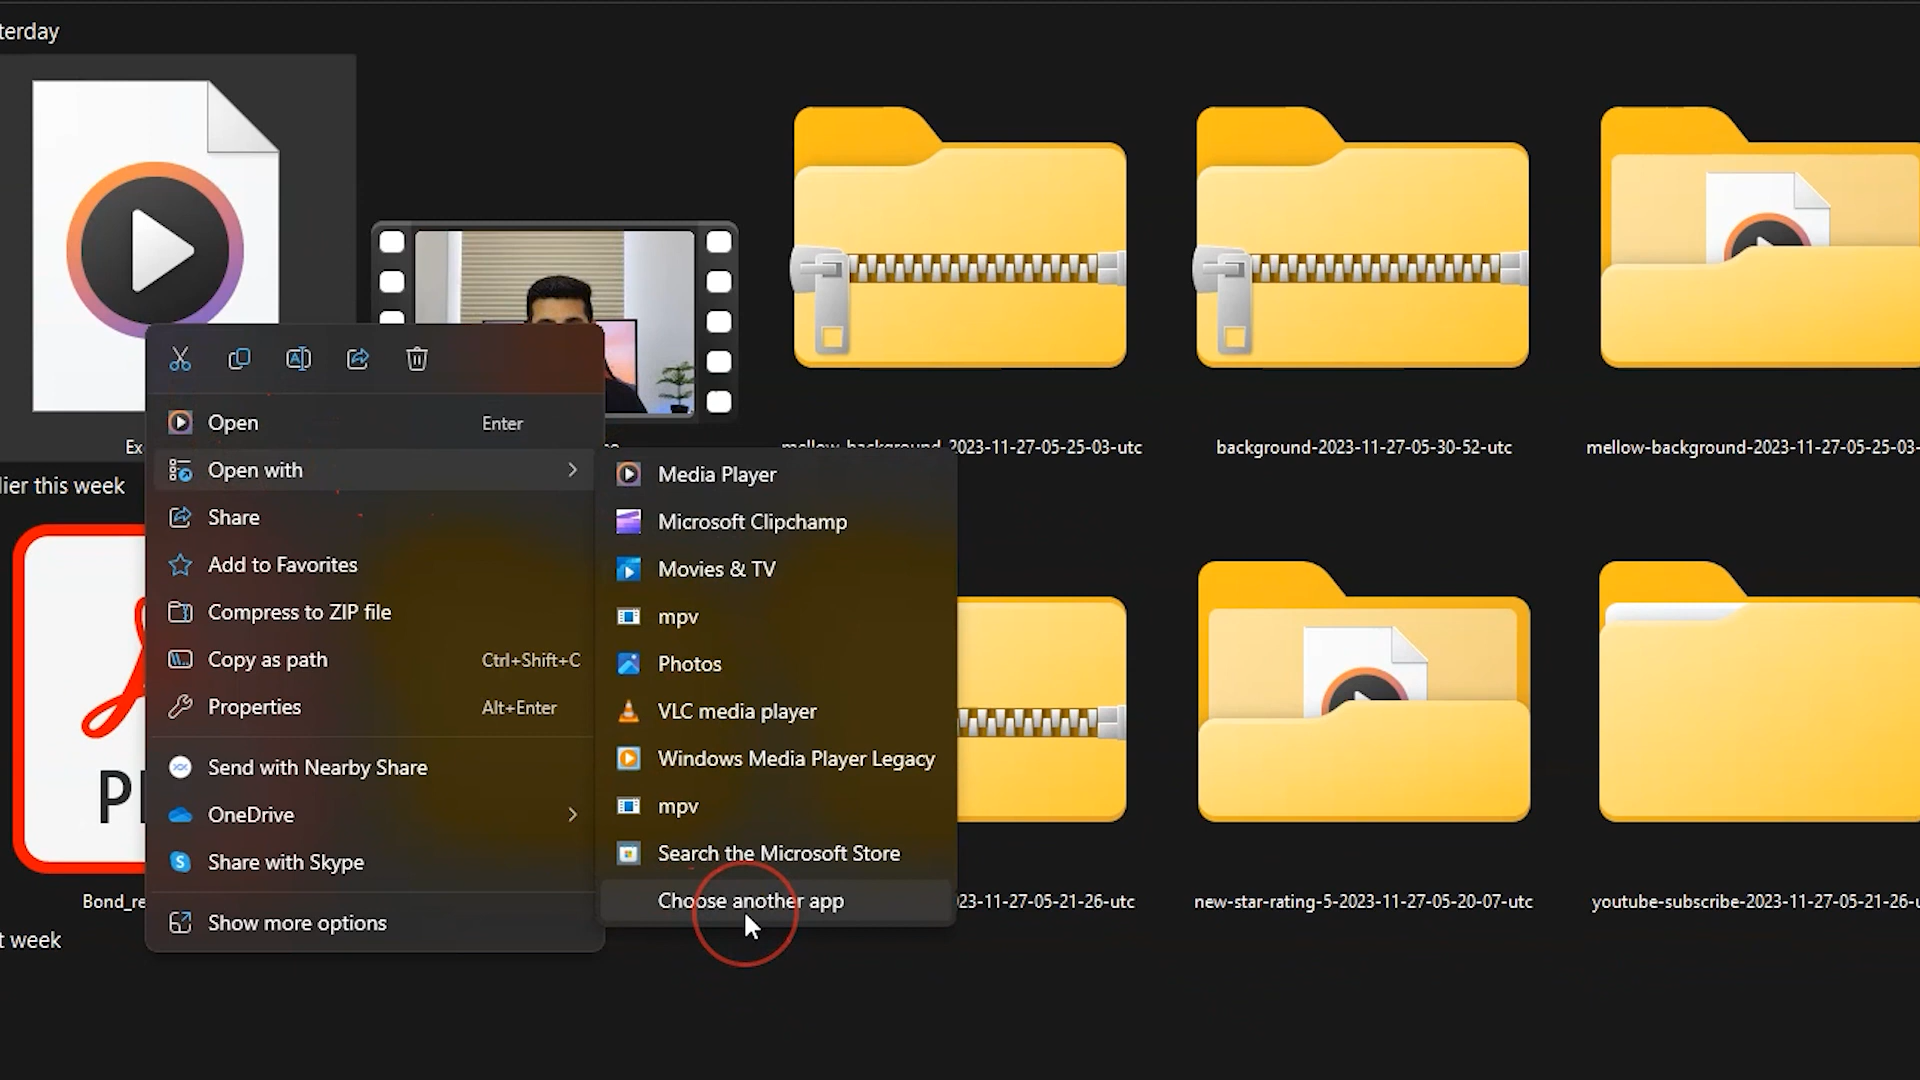 terday
Ex
mellow-background-2023-11-27-05-25-03-utc
background-2023-11-27-05-30-52-utc
mellow-background-2023-11-27-05-25-03-
Open Enter
Open with
Share
Add to Favorites
Compress to ZIP file
Copy as path Ctrl+Shift+C
Properties Alt+Enter
Send with Nearby Share
OneDrive
Share with Skype
Show more options
Media Player
Microsoft Clipchamp
Movies & TV
mpv
Photos
VLC media player
Windows Media Player Legacy
mpv
Search the Microsoft Store
Choose another app
lier this week
Bond_re
23-11-27-05-21-26-utc
new-star-rating-5-2023-11-27-05-20-07-utc
youtube-subscribe-2023-11-27-05-21-26-u
t week